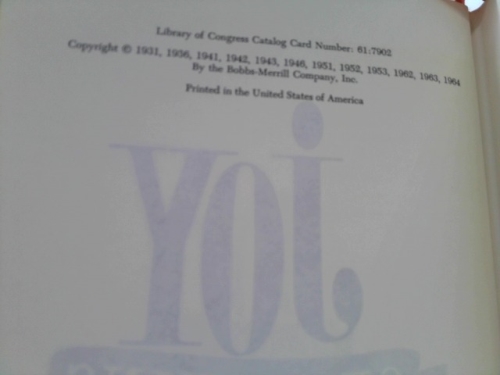 Library of Congress Catalog Card Number: 61:7902
Copyright © 1931, 1936, 1941, 1942, 1943, 1946, 1951, 1952, 1953, 1962, 1963, 1964
By the Bobbs-Merrill Company, Inc.
Printed in the United States of America
joY